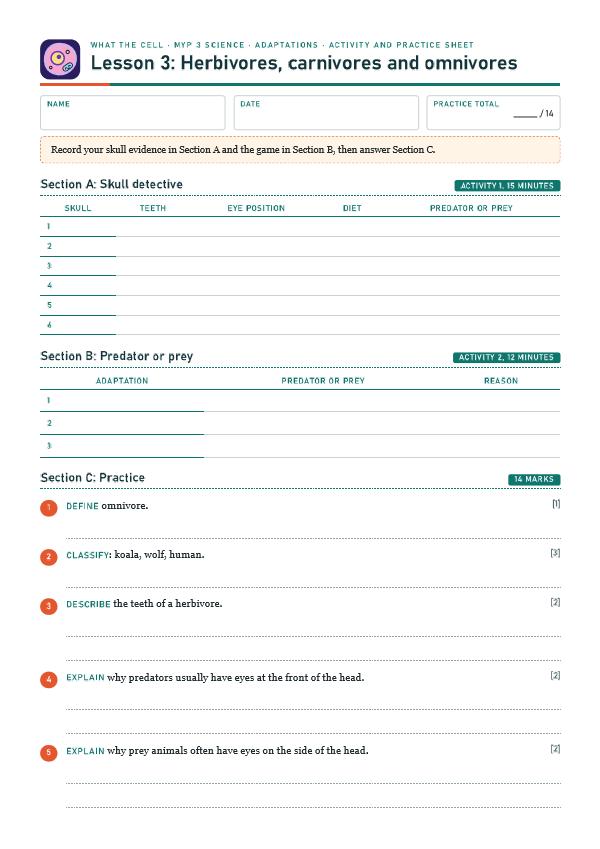 WHAT THE CELL · MYP 3 SCIENCE · ADAPTATIONS · ACTIVITY AND PRACTICE SHEET
Lesson 3: Herbivores, carnivores and omnivores
NAME
DATE
PRACTICE TOTAL
_____ / 14
Record your skull evidence in Section A and the game in Section B, then answer Section C.
Section A: Skull detective
ACTIVITY 1, 15 MINUTES
SKULL TEETH EYE POSITION DIET PREDATOR OR PREY
1
2
3
4
5
6
Section B: Predator or prey
ACTIVITY 2, 12 MINUTES
ADAPTATION PREDATOR OR PREY REASON
1
2
3
Section C: Practice
14 MARKS
1 DEFINE omnivore. [1]
2 CLASSIFY: koala, wolf, human. [3]
3 DESCRIBE the teeth of a herbivore. [2]
4 EXPLAIN why predators usually have eyes at the front of the head. [2]
5 EXPLAIN why prey animals often have eyes on the side of the head. [2]